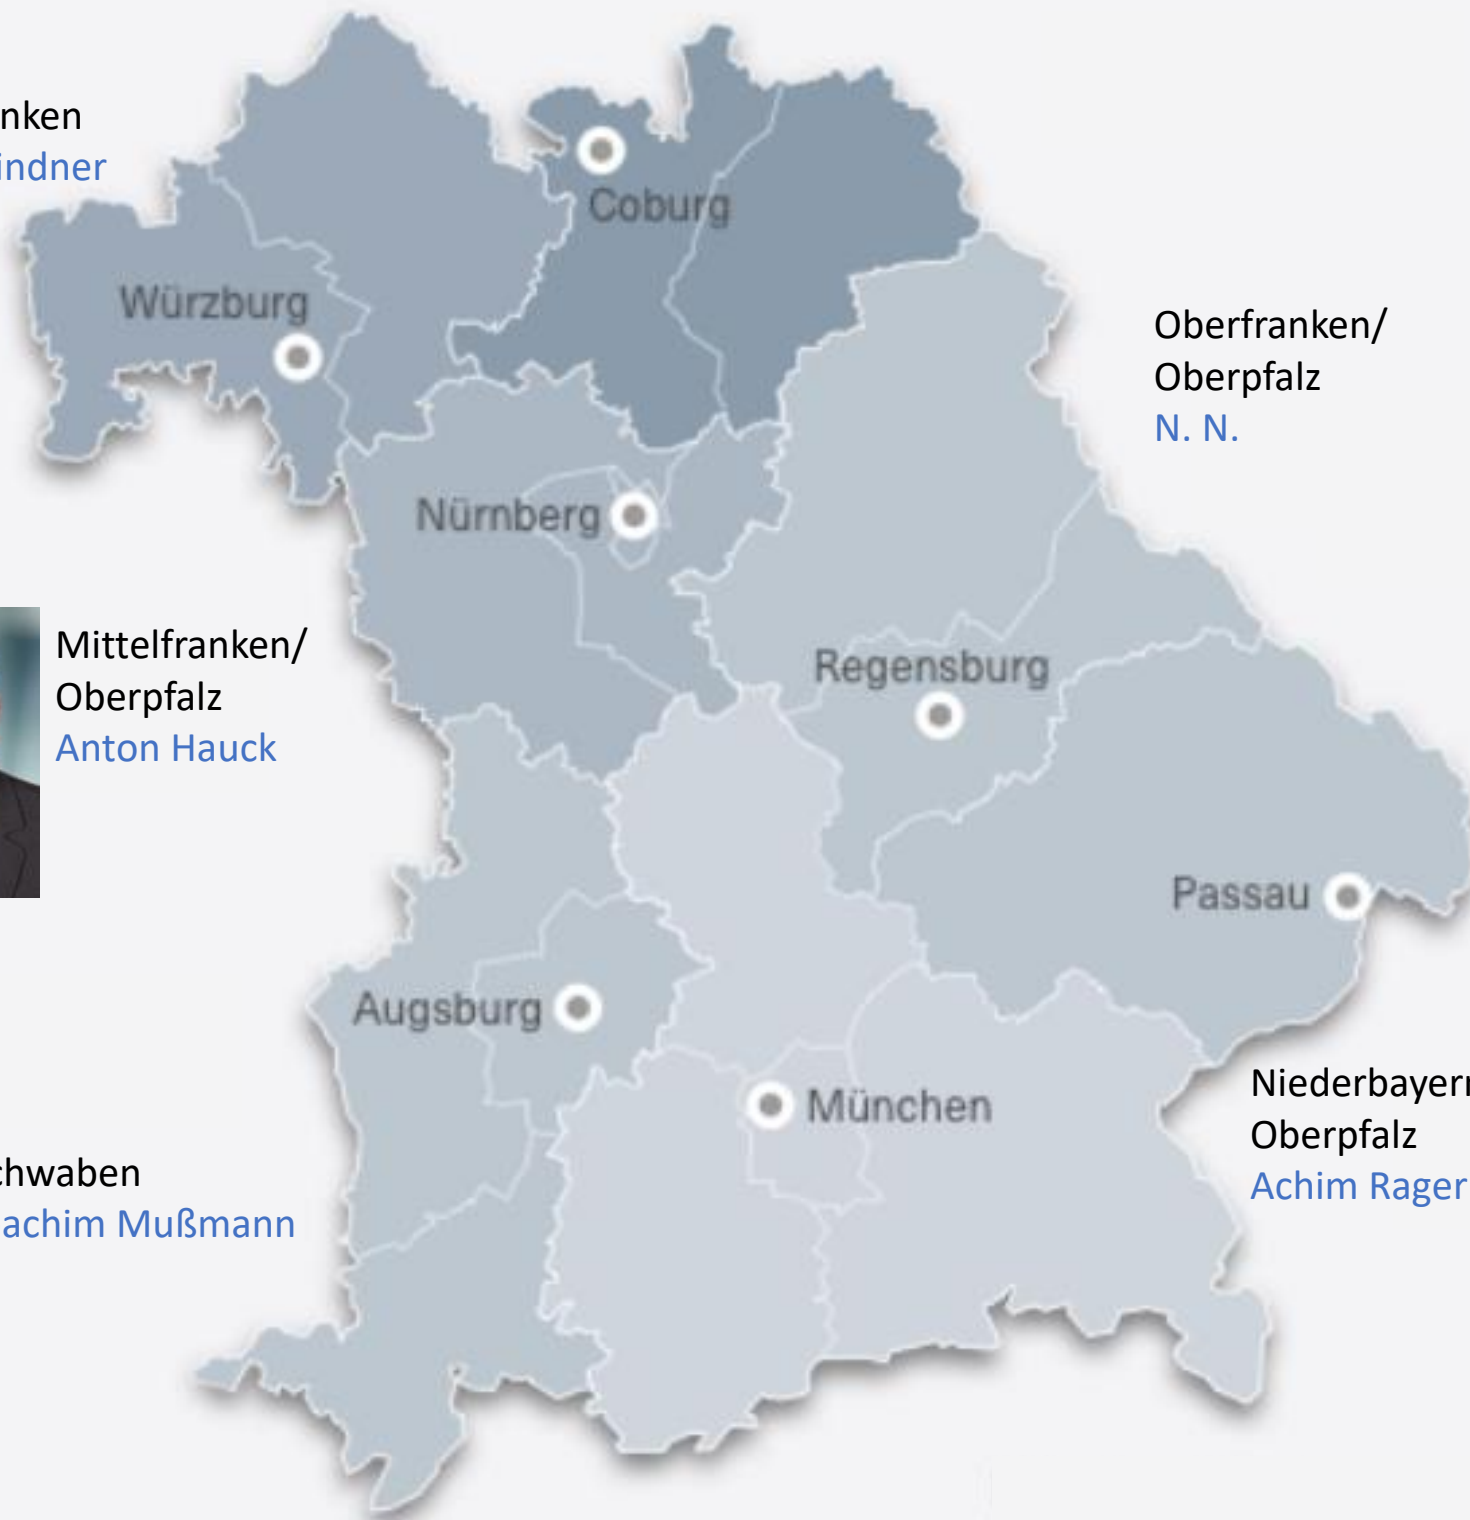 nken
indner
Coburg
Würzburg
Oberfranken/
Oberpfalz
N. N.
Nürnberg
Mittelfranken/
Oberpfalz
Anton Hauck
Regensburg
Passau
Augsburg
München
Niederbayern
Oberpfalz
Achim Rager
chwaben
achim Mußmann